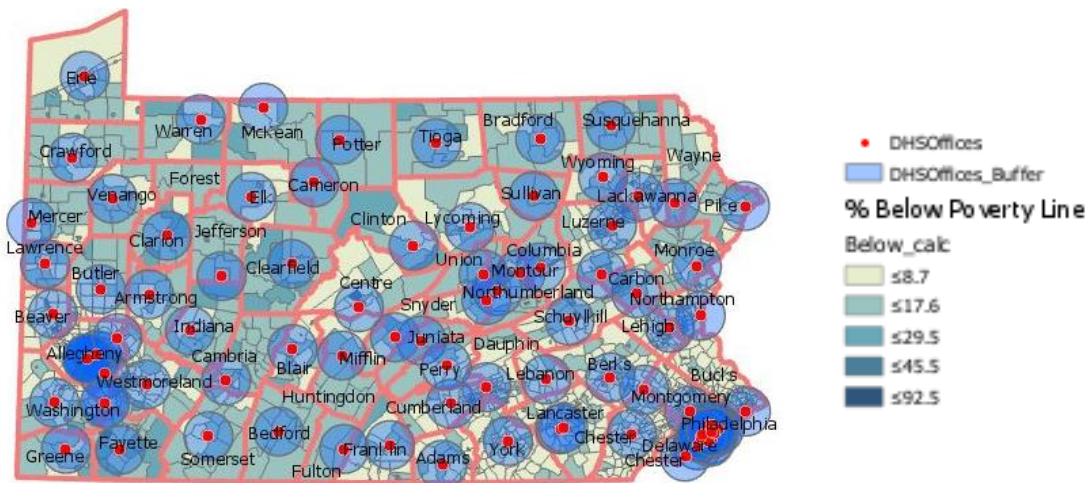 Erie
Warren
McKean
Potter
Tioga
Bradford
Susquehanna
Wayne
Crawford
Forest
Cameron
Wyoming
Venango
Elk
Sullivan
Lackawanna
Pike
Mercer
Clinton
Lycoming
Luzerne
Lawrence
Clarion
Jefferson
Clearfield
Union
Columbia
Monroe
Butler
Centre
Montour
Carbon
Armstrong
Snyder
Northumberland
Northampton
Beaver
Indiana
Schuylkill
Lehigh
Allegheny
Cambria
Blair
Mifflin
Juniata
Dauphin
Westmoreland
Perry
Lebanon
Berks
Bucks
Washington
Huntingdon
Cumberland
Lancaster
Montgomery
Philadelphia
Greene
Fayette
Somerset
Bedford
Fulton
Franklin
Adams
York
Chester
Delaware
Chester
DHSOffices
DHSOffices_Buffer
% Below Poverty Line
Below_calc
≤8.7
≤17.6
≤29.5
≤45.5
≤92.5